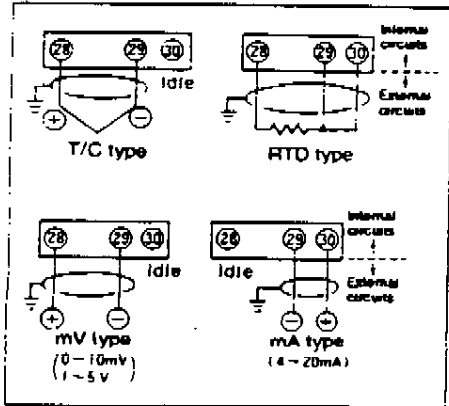 28 29 30
Idle
+ −
T/C type
28 29 30
Internal
circuits
External
circuits
RTD type
28 29 30
Idle
+ −
mV type
(0 ~ 10mV
1 ~ 5 V)
28 29 30
Idle
Internal
circuits
External
circuits
− +
mA type
(4 ~ 20mA)